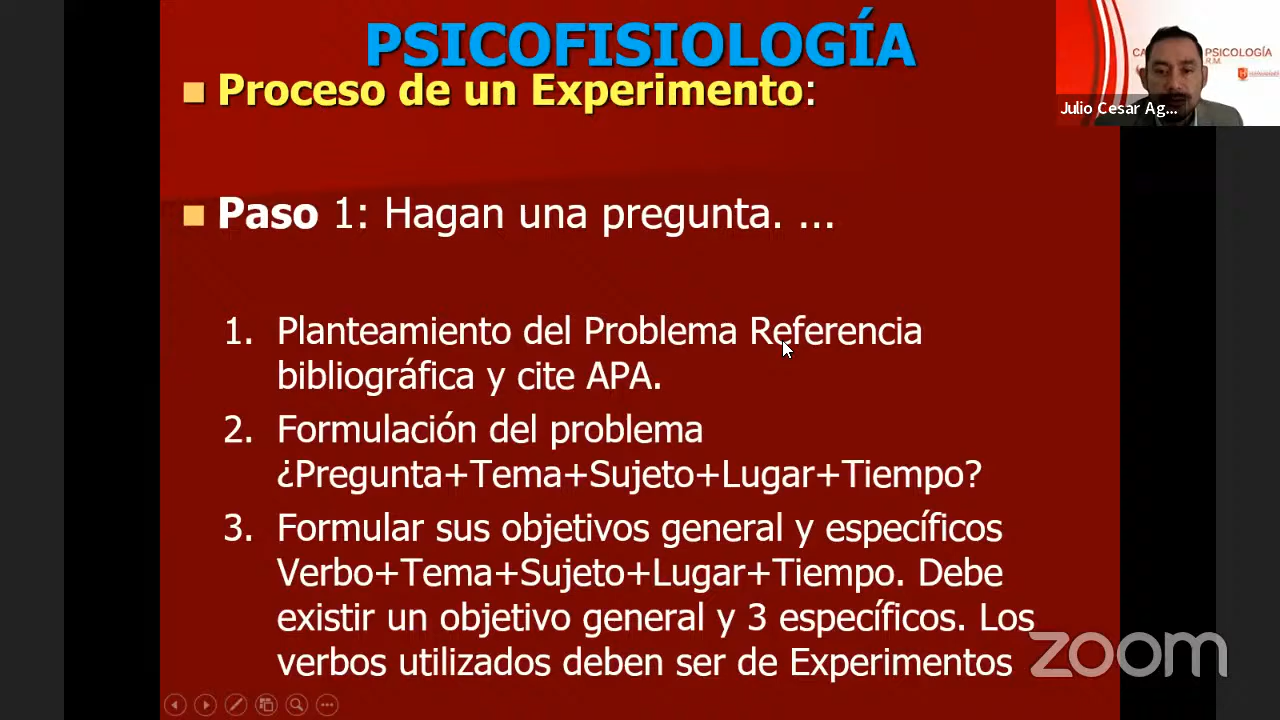 PSICOFISIOLOGÍA
■ Proceso de un Experimento:
■ Paso 1: Hagan una pregunta. ...
1. Planteamiento del Problema Referencia
bibliográfica y cite APA.
2. Formulación del problema
¿Pregunta+Tema+Sujeto+Lugar+Tiempo?
3. Formular sus objetivos general y específicos
Verbo+Tema+Sujeto+Lugar+Tiempo. Debe
existir un objetivo general y 3 específicos. Los
verbos utilizados deben ser de Experimentos
PSICOLOGÍA
R.M.
Julio Cesar Ag...
zoom